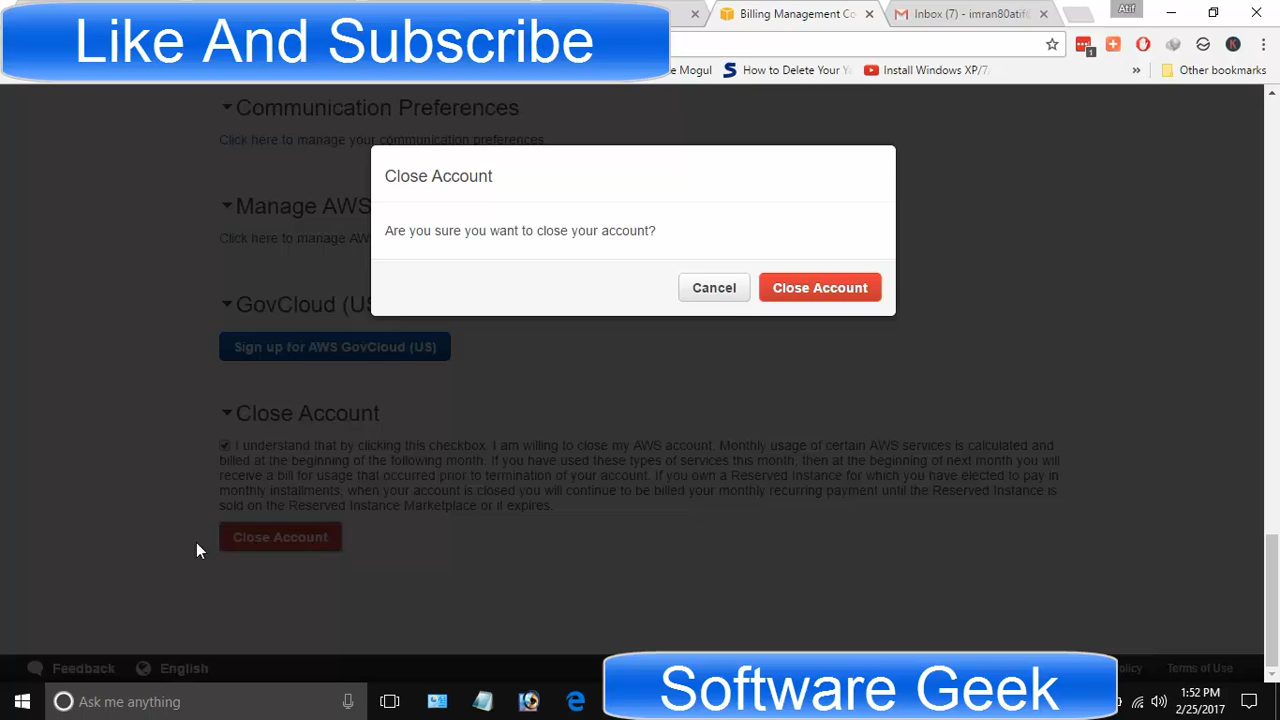 Like And Subscribe
Billing Management Co
Inbox (7) - imran80atif@
Atif
1
e Mogul
How to Delete Your Y
Install Windows XP/7
»
Other bookmarks
Communication Preferences
Click here to manage your communication preferences
Close Account
Manage AWS
Are you sure you want to close your account?
Click here to manage AW
Cancel
Close Account
GovCloud (US
Sign up for AWS GovCloud (US)
Close Account
I understand that by clicking this checkbox, I am willing to close my AWS account. Monthly usage of certain AWS services is calculated and
billed at the beginning of the following month. If you have used these types of services this month, then at the beginning of next month you will
receive a bill for usage that occurred prior to termination of your account. If you own a Reserved Instance for which you have elected to pay in
monthly installments, when your account is closed you will continue to be billed your monthly recurring payment until the Reserved Instance is
sold on the Reserved Instance Marketplace or it expires.
Close Account
Feedback
English
olicy
Terms of Use
Software Geek
Ask me anything
1:52 PM
2/25/2017